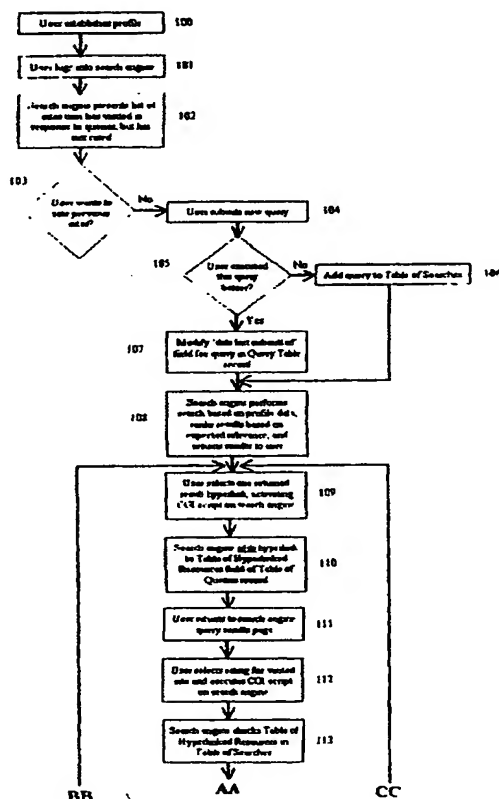 User establishes profile
100
User logs onto search engine
101
Search engine presents list of
sites user has visited in
response to queries, but has
not rated
102
103
User wants to
rate previous
sites?
No
User submits new query
104
105
User executed
this query
before?
No
Add query to Table of Searches
106
Yes
107
Modify "date last submitted"
field for query in Query Table
record
108
Search engine performs
search based on profile data,
ranks results based on
expected relevance, and
returns results to user
User selects one returned
search hyperlink, activating
CGI script on search engine
109
Search engine adds hyperlink
to Table of Hyperlinked
Resources field of Table of
Queries record
110
User returns to search engine
query results page
111
User selects rating for visited
site and executes CGI script
on search engine
112
Search engine checks Table of
Hyperlinked Resources in
Table of Searches
113
BB
AA
CC